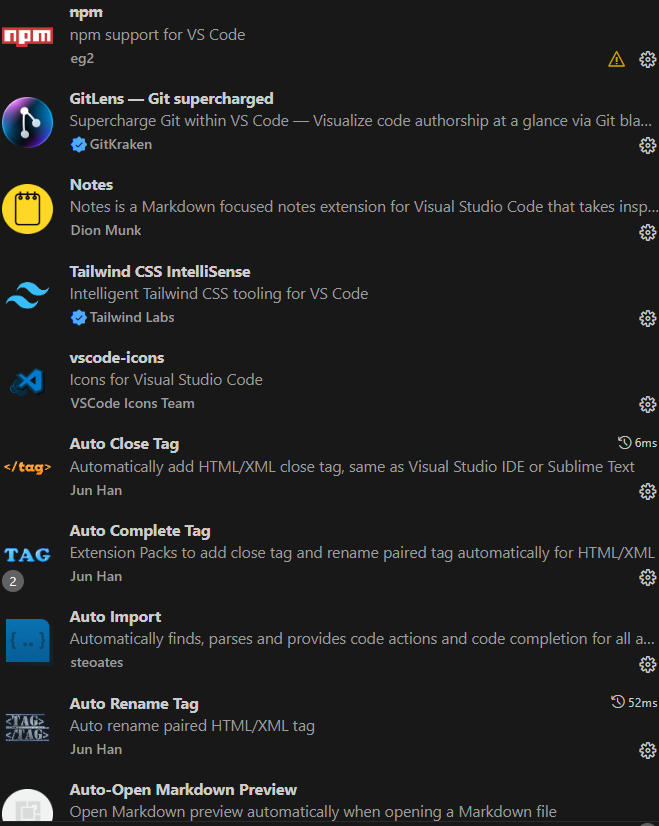 npm
npm
npm support for VS Code
eg2
GitLens — Git supercharged
Supercharge Git within VS Code — Visualize code authorship at a glance via Git bla...
GitKraken
Notes
Notes is a Markdown focused notes extension for Visual Studio Code that takes insp...
Dion Munk
Tailwind CSS IntelliSense
Intelligent Tailwind CSS tooling for VS Code
Tailwind Labs
vscode-icons
Icons for Visual Studio Code
VSCode Icons Team
Auto Close Tag
6ms
</tag>
Automatically add HTML/XML close tag, same as Visual Studio IDE or Sublime Text
Jun Han
Auto Complete Tag
TAG
Extension Packs to add close tag and rename paired tag automatically for HTML/XML
2
Jun Han
Auto Import
{..}
Automatically finds, parses and provides code actions and code completion for all a...
steoates
Auto Rename Tag
52ms
<TAG>
</TAG>
Auto rename paired HTML/XML tag
Jun Han
Auto-Open Markdown Preview
Open Markdown preview automatically when opening a Markdown file